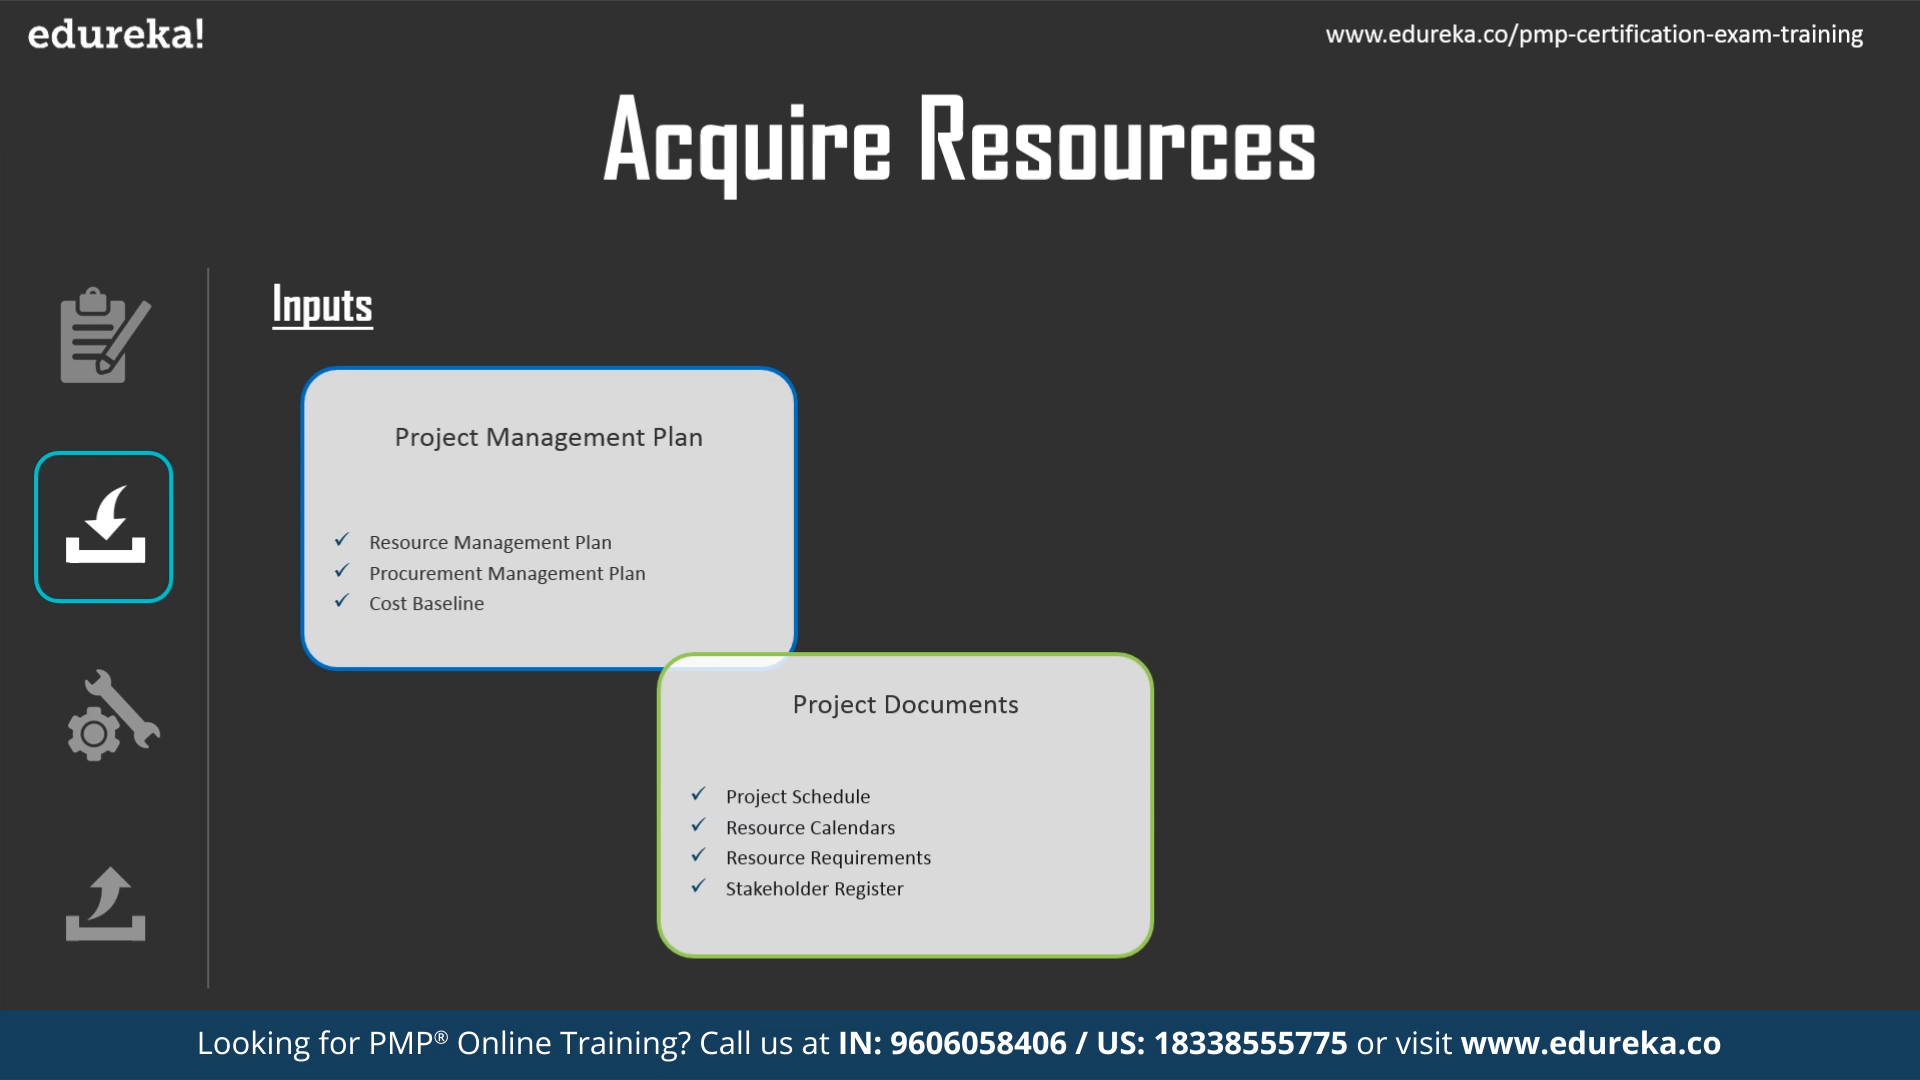 edureka!
www.edureka.co/pmp-certification-exam-training
Acquire Resources
Inputs
Project Management Plan
✓ Resource Management Plan
✓ Procurement Management Plan
✓ Cost Baseline
Project Documents
✓ Project Schedule
✓ Resource Calendars
✓ Resource Requirements
✓ Stakeholder Register
Looking for PMP® Online Training? Call us at IN: 9606058406 / US: 18338555775 or visit www.edureka.co